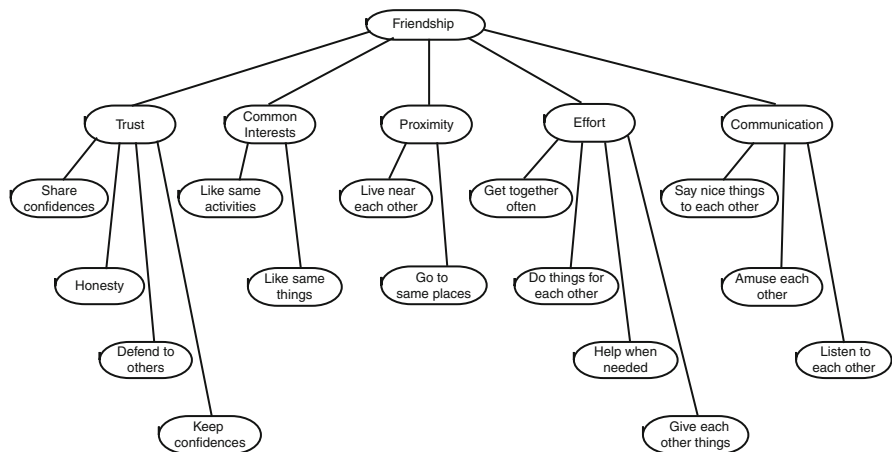 Friendship
Trust
Common
Interests
Proximity
Effort
Communication
Share
confidences
Like same
activities
Live near
each other
Get together
often
Say nice things
to each other
Honesty
Like same
things
Go to
same places
Do things for
each other
Amuse each
other
Defend to
others
Help when
needed
Listen to
each other
Keep
confidences
Give each
other things